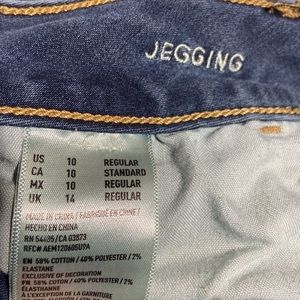 JEGGING
US 10 REGULAR
CA 10 STANDARD
MX 10 REGULAR
UK 14 REGULAR
MADE IN CHINA / FABRIQUÉ EN CHINE /
HECHO EN CHINA
RN 54485/CA 03873
RFC# AEM120605U9A
EN 58% COTTON / 40% POLYESTER / 2%
ELASTANE
EXCLUSIVE OF DECORATION
FR 58% COTON / 40% POLYESTER / 2%
ÉLASTHANNE
À L'EXCEPTION DE LA GARNITURE